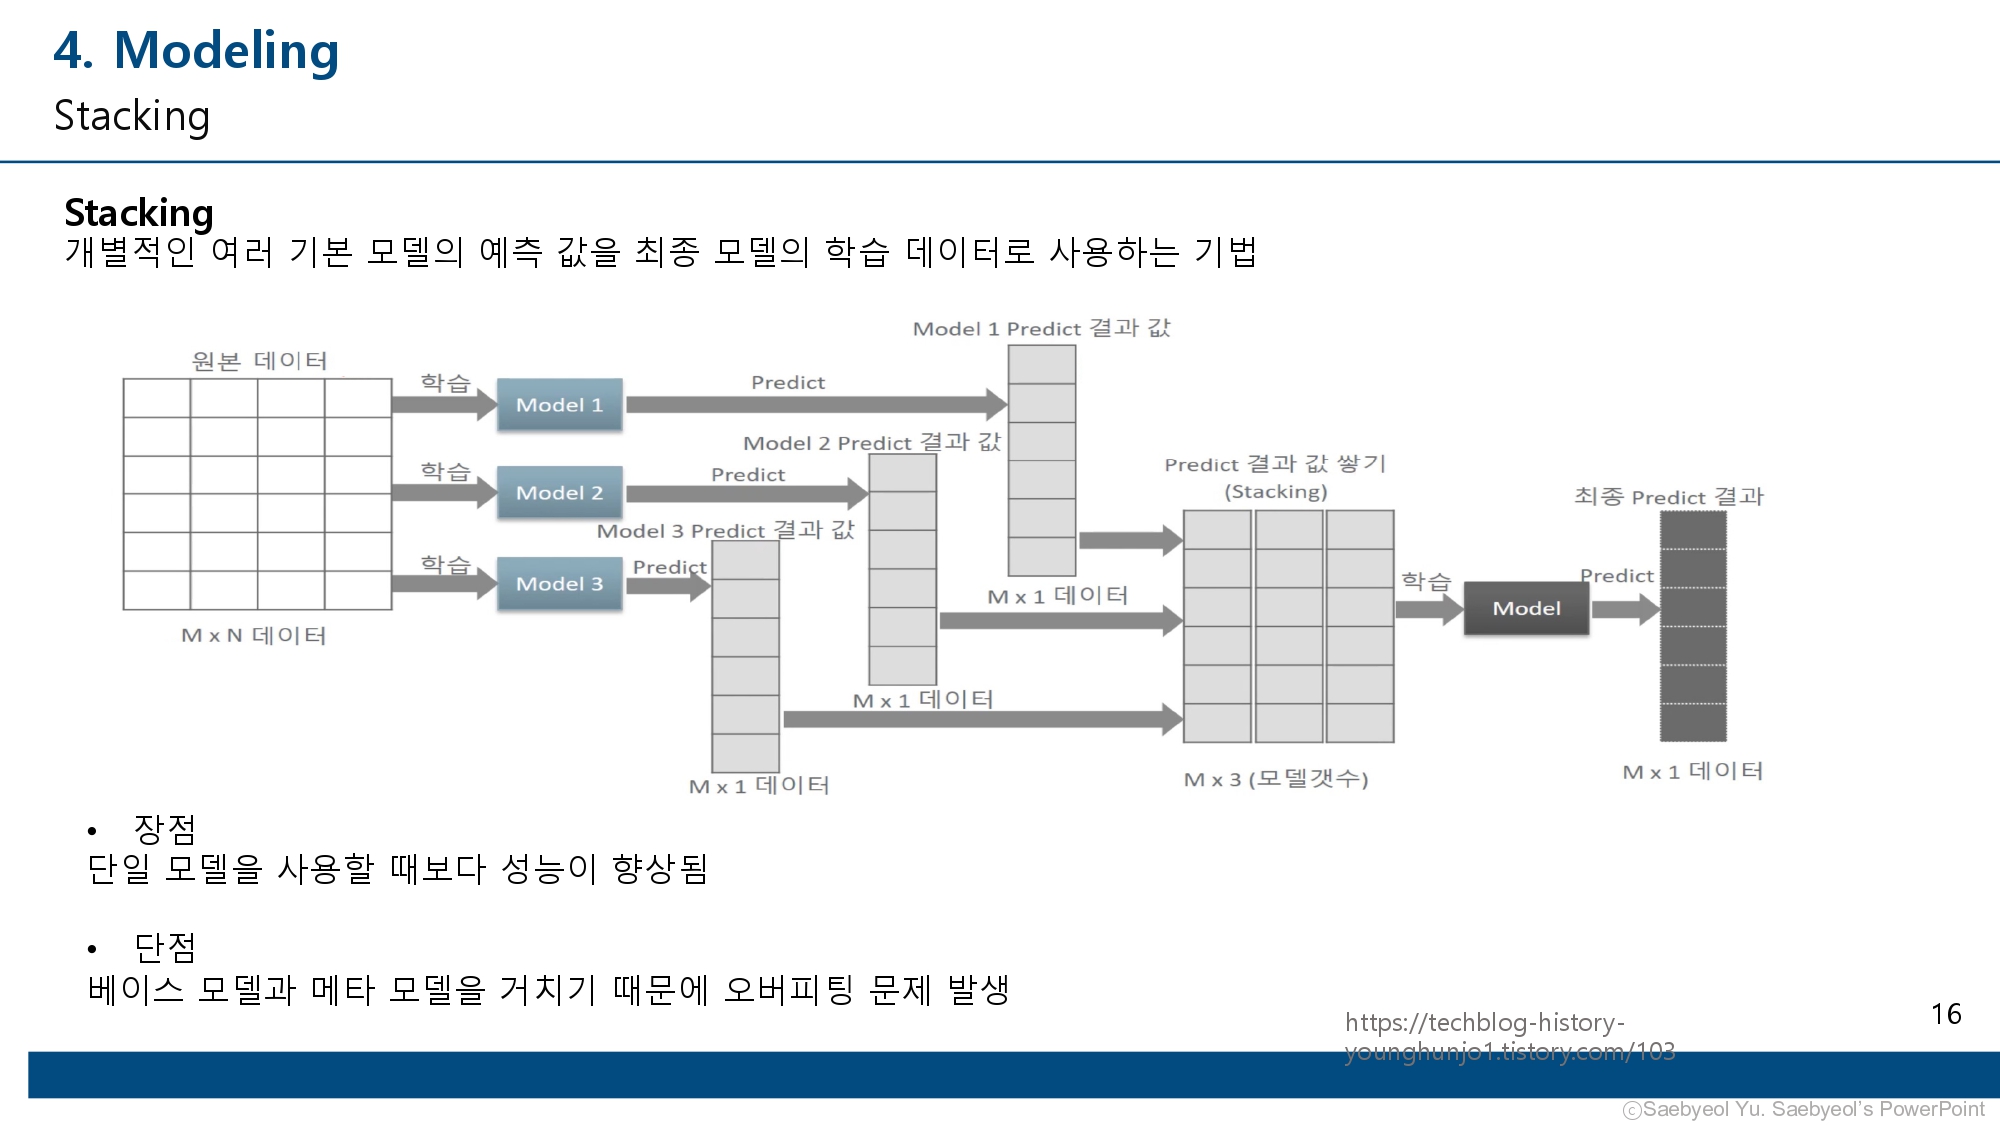 4. Modeling
Stacking
Stacking
개별적인 여러 기본 모델의 예측 값을 최종 모델의 학습 데이터로 사용하는 기법
원본 데이터
M x N 데이터
학습
Model 1
Predict
Model 1 Predict 결과 값
M x 1 데이터
학습
Model 2
Predict
Model 2 Predict 결과 값
M x 1 데이터
학습
Model 3
Predict
Model 3 Predict 결과 값
M x 1 데이터
Predict 결과 값 쌓기
(Stacking)
M x 3 (모델갯수)
학습
Model
Predict
최종 Predict 결과
M x 1 데이터
• 장점
단일 모델을 사용할 때보다 성능이 향상됨
• 단점
베이스 모델과 메타 모델을 거치기 때문에 오버피팅 문제 발생
https://techblog-history-
younghunjo1.tistory.com/103
16
ⓒSaebyeol Yu. Saebyeol’s PowerPoint